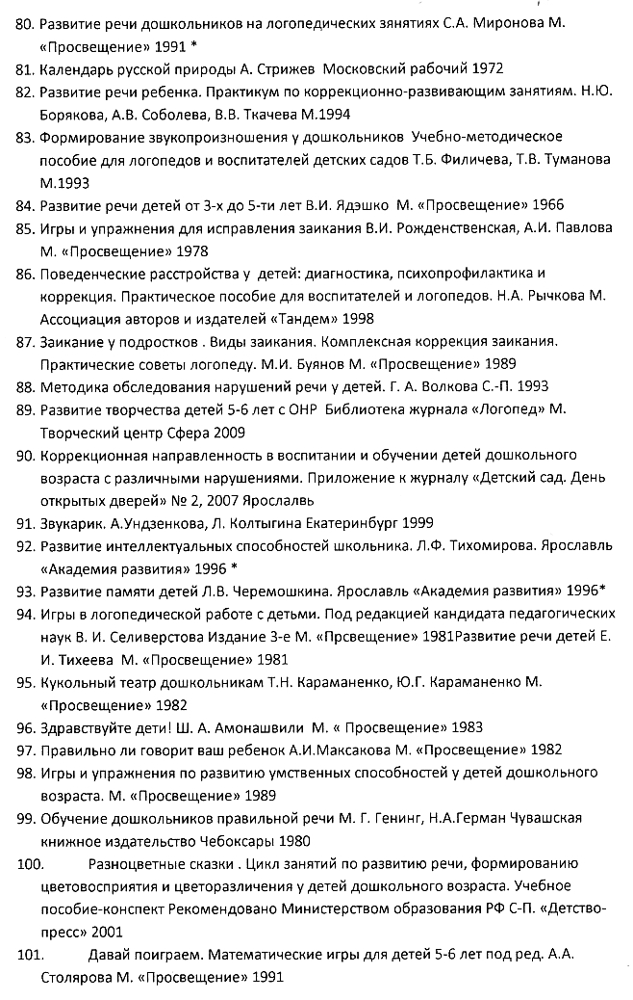 80. Развитие речи дошкольников на логопедических зянятиях С.А. Миронова М.
«Просвещение» 1991 *
81. Календарь русской природы А. Стрижев Московский рабочий 1972
82. Развитие речи ребенка. Практикум по коррекционно-развивающим занятиям. Н.Ю.
Борякова, А.В. Соболева, В.В. Ткачева М.1994
83. Формирование звукопроизношения у дошкольников Учебно-методическое
пособие для логопедов и воспитателей детских садов Т.Б. Филичева, Т.В. Туманова
М.1993
84. Развитие речи детей от 3-х до 5-ти лет В.И. Ядэшко М. «Просвещение» 1966
85. Игры и упражнения для исправления заикания В.И. Рожденственская, А.И. Павлова
М. «Просвещение» 1978
86. Поведенческие расстройства у детей: диагностика, психопрофилактика и
коррекция. Практическое пособие для воспитателей и логопедов. Н.А. Рычкова М.
Ассоциация авторов и издателей «Тандем» 1998
87. Заикание у подростков . Виды заикания. Комплексная коррекция заикания.
Практические советы логопеду. М.И. Буянов М. «Просвещение» 1989
88. Методика обследования нарушений речи у детей. Г. А. Волкова С.-П. 1993
89. Развитие творчества детей 5-6 лет с ОНР Библиотека журнала «Логопед» М.
Творческий центр Сфера 2009
90. Коррекционная направленность в воспитании и обучении детей дошкольного
возраста с различными нарушениями. Приложение к журналу «Детский сад. День
открытых дверей» № 2, 2007 Ярослалвь
91. Звукарик. А.Ундзенкова, Л. Колтыгина Екатеринбург 1999
92. Развитие интеллектуальных способностей школьника. Л.Ф. Тихомирова. Ярославль
«Академия развития» 1996 *
93. Развитие памяти детей Л.В. Черемошкина. Ярославль «Академия развития» 1996*
94. Игры в логопедической работе с детьми. Под редакцией кандидата педагогических
наук В. И. Селиверстова Издание 3-е М. «Прсвещение» 1981Развитие речи детей Е.
И. Тихеева М. «Просвещение» 1981
95. Кукольный театр дошкольникам Т.Н. Караманенко, Ю.Г. Караманенко М.
«Просвещение» 1982
96. Здравствуйте дети! Ш. А. Амонашвили М. « Просвещение» 1983
97. Правильно ли говорит ваш ребенок А.И.Максакова М. «Просвещение» 1982
98. Игры и упражнения по развитию умственных способностей у детей дошкольного
возраста. М. «Просвещение» 1989
99. Обучение дошкольников правильной речи М. Г. Генинг, Н.А.Герман Чувашская
книжное издательство Чебоксары 1980
100. Разноцветные сказки . Цикл занятий по развитию речи, формированию
цветовосприятия и цветоразличения у детей дошкольного возраста. Учебное
пособие-конспект Рекомендовано Министерством образования РФ С-П. «Детство-
пресс» 2001
101. Давай поиграем. Математические игры для детей 5-6 лет под ред. А.А.
Столярова М. «Просвещение» 1991